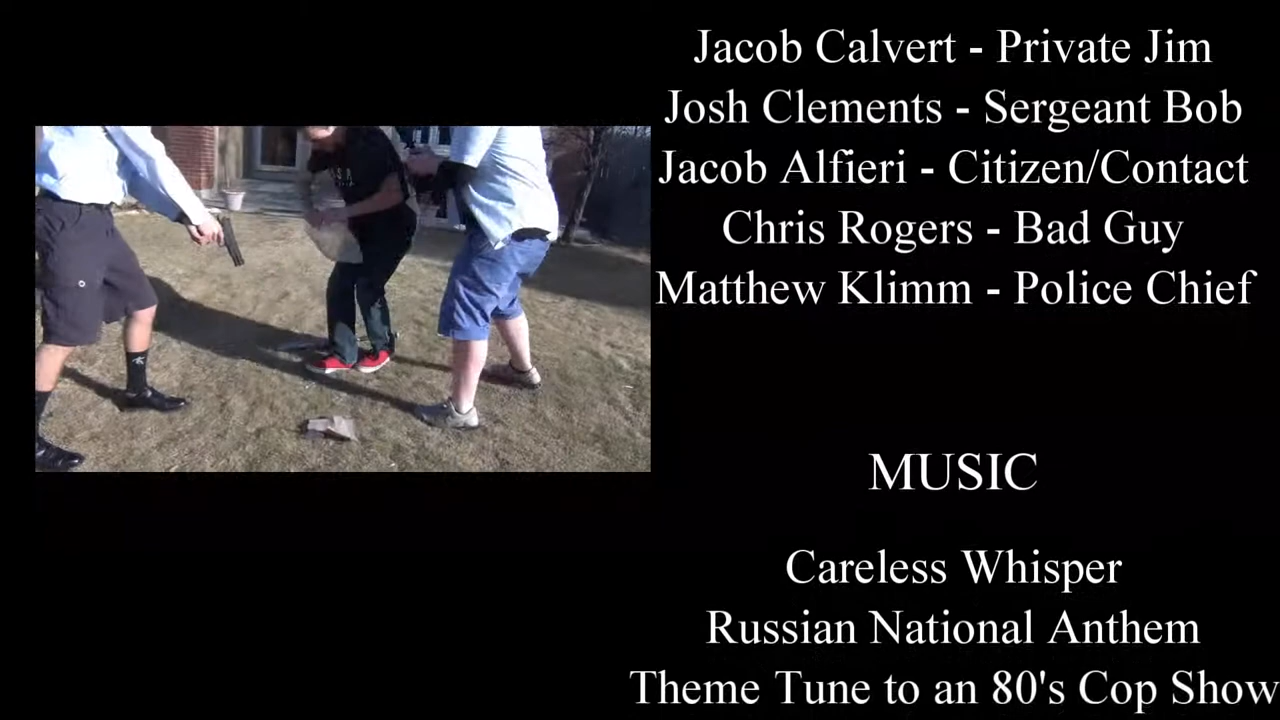 Jacob Calvert - Private Jim
Josh Clements - Sergeant Bob
Jacob Alfieri - Citizen/Contact
Chris Rogers - Bad Guy
Matthew Klimm - Police Chief
MUSIC
Careless Whisper
Russian National Anthem
Theme Tune to an 80's Cop Show